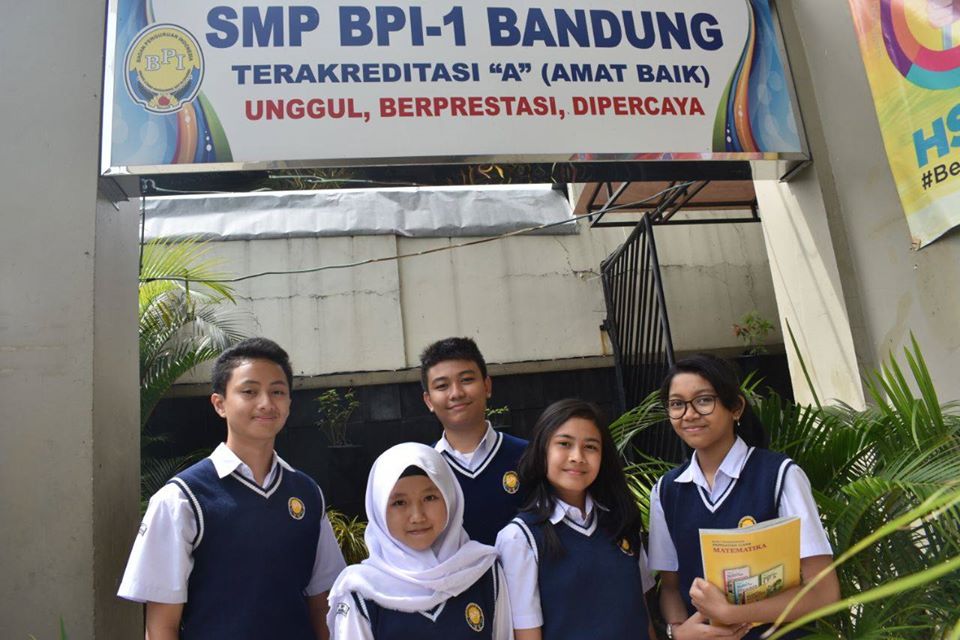 SMP BPI-1 BANDUNG
TERAKREDITASI “A” (AMAT BAIK)
UNGGUL, BERPRESTASI, DIPERCAYA
BPI
HS
#Be
MATEMATIKA